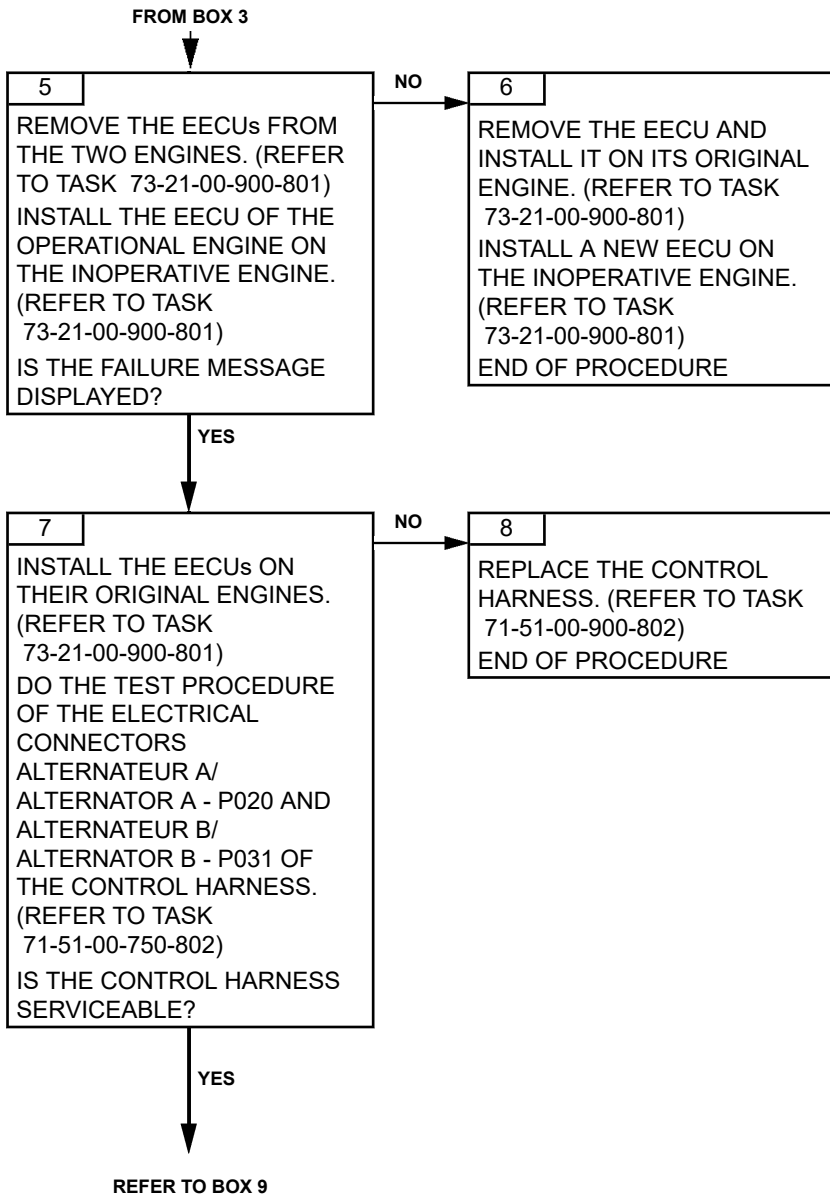 FROM BOX 3
5
REMOVE THE EECUs FROM
THE TWO ENGINES. (REFER
TO TASK 73-21-00-900-801)
INSTALL THE EECU OF THE
OPERATIONAL ENGINE ON
THE INOPERATIVE ENGINE.
(REFER TO TASK
73-21-00-900-801)
IS THE FAILURE MESSAGE
DISPLAYED?
NO
6
REMOVE THE EECU AND
INSTALL IT ON ITS ORIGINAL
ENGINE. (REFER TO TASK
73-21-00-900-801)
INSTALL A NEW EECU ON
THE INOPERATIVE ENGINE.
(REFER TO TASK
73-21-00-900-801)
END OF PROCEDURE
YES
7
INSTALL THE EECUs ON
THEIR ORIGINAL ENGINES.
(REFER TO TASK
73-21-00-900-801)
DO THE TEST PROCEDURE
OF THE ELECTRICAL
CONNECTORS
ALTERNATEUR A/
ALTERNATOR A - P020 AND
ALTERNATEUR B/
ALTERNATOR B - P031 OF
THE CONTROL HARNESS.
(REFER TO TASK
71-51-00-750-802)
IS THE CONTROL HARNESS
SERVICEABLE?
NO
8
REPLACE THE CONTROL
HARNESS. (REFER TO TASK
71-51-00-900-802)
END OF PROCEDURE
YES
REFER TO BOX 9